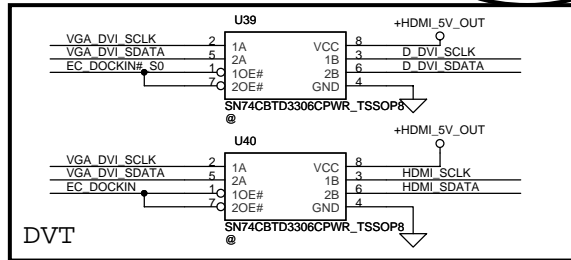 U39
+HDMI_5V_OUT
VGA_DVI_SCLK 2 1A VCC 8
VGA_DVI_SDATA 5 2A 1B 3 D_DVI_SCLK
EC_DOCKIN#_S0 1 1OE# 2B 6 D_DVI_SDATA
7 2OE# GND 4
SN74CBTD3306CPWR_TSSOP8
@
U40
+HDMI_5V_OUT
VGA_DVI_SCLK 2 1A VCC 8
VGA_DVI_SDATA 5 2A 1B 3 HDMI_SCLK
EC_DOCKIN 1 1OE# 2B 6 HDMI_SDATA
7 2OE# GND 4
SN74CBTD3306CPWR_TSSOP8
@
DVT